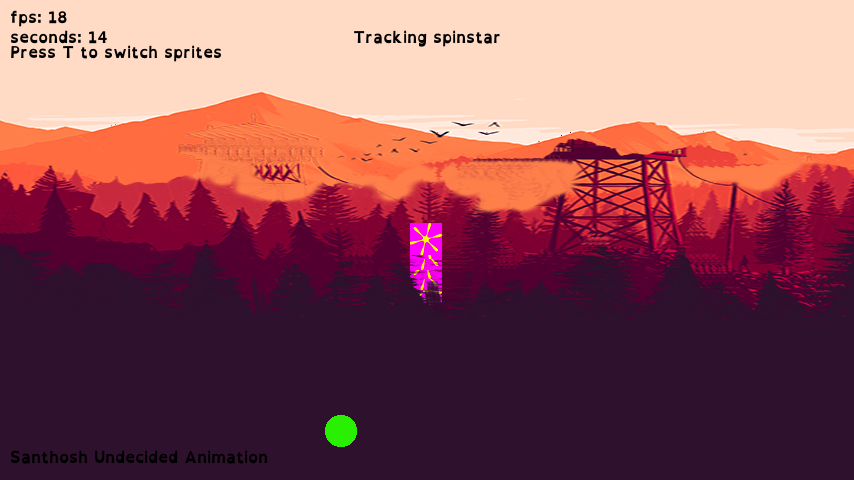 fps: 18
seconds: 14
Tracking spinstar
Press T to switch sprites
Santhosh Undecided Animation